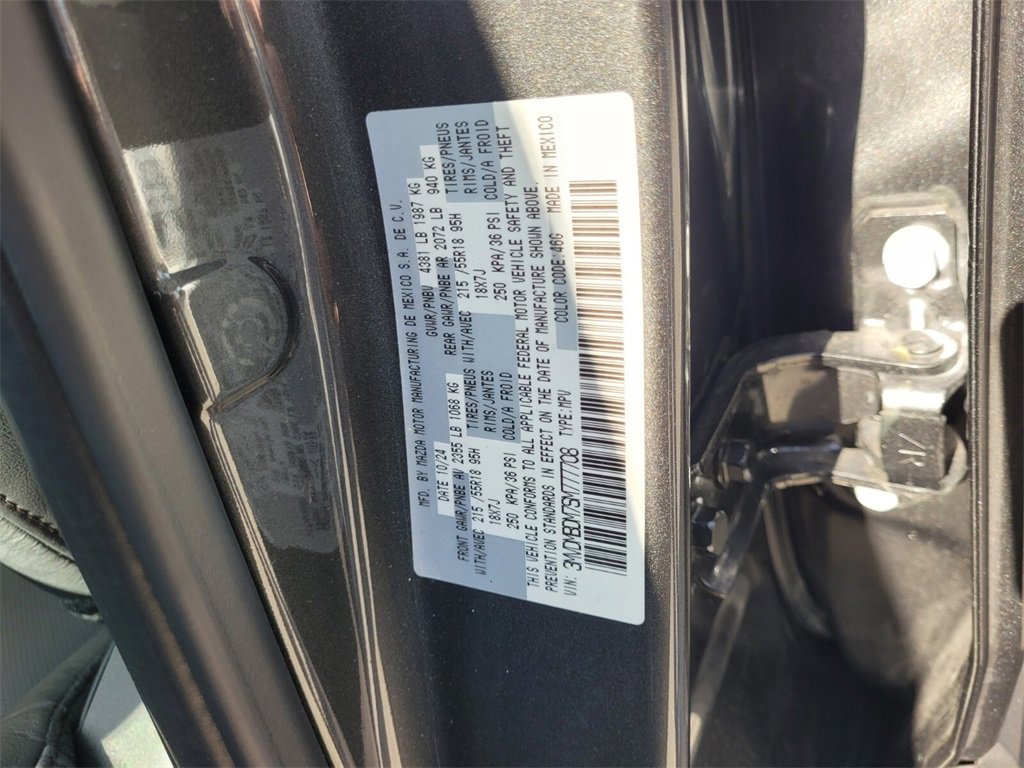 MFD. BY MAZDA MOTOR MANUFACTURING DE MEXICO S.A. DE C.V.
DATE 10/24 GVWR/PNBV 4381 LB 1987 KG
FRONT GAWR/PNBE AV 2355 LB 1068 KG REAR GAWR/PNBE AR 2072 LB 940 KG
WITH/AVEC 215/55R18 95H TIRES/PNEUS WITH/AVEC 215/55R18 95H TIRES/PNEUS
18X7J RIMS/JANTES 18X7J RIMS/JANTES
250 KPA/36 PSI COLD/A FROID 250 KPA/36 PSI COLD/A FROID
THIS VEHICLE CONFORMS TO ALL APPLICABLE FEDERAL MOTOR VEHICLE SAFETY AND THEFT
PREVENTION STANDARDS IN EFFECT ON THE DATE OF MANUFACTURE SHOWN ABOVE.
VIN: TYPE:MPV COLOR CODE:46G MADE IN MEXICO